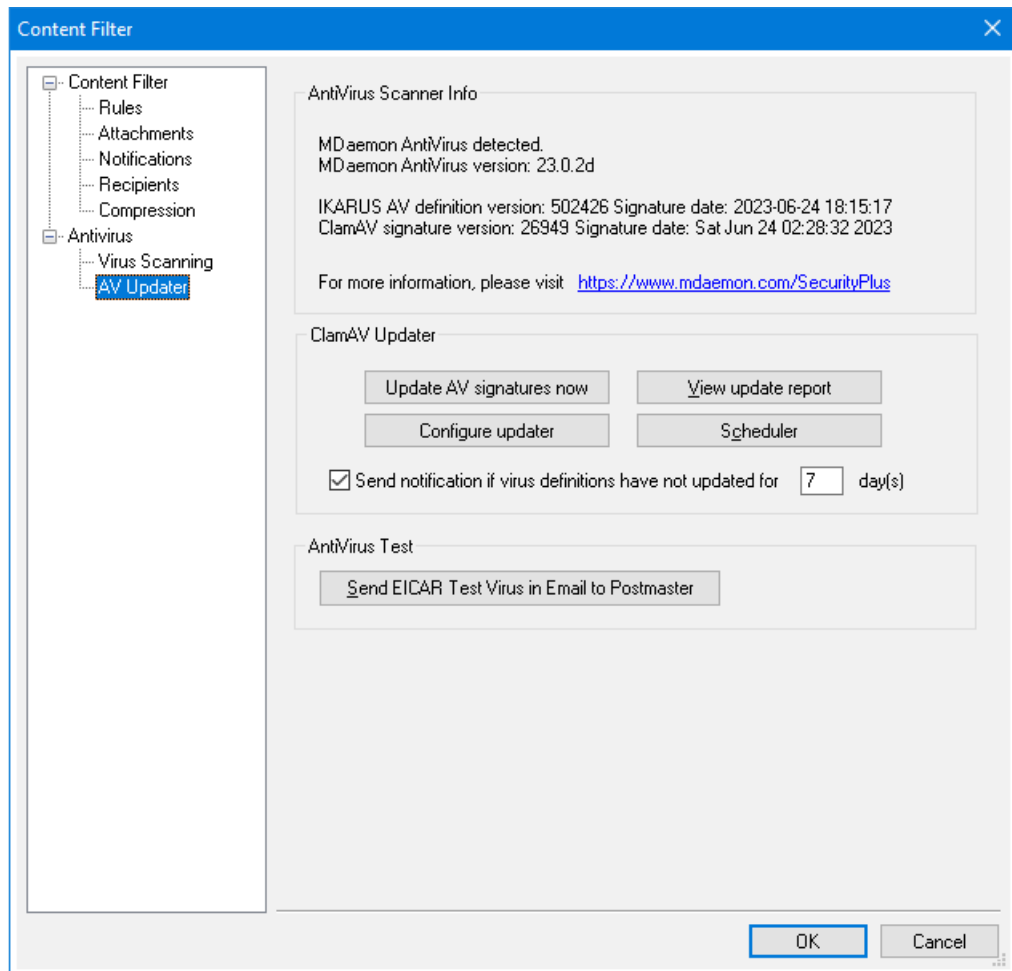 Content Filter
Content Filter
Rules
Attachments
Notifications
Recipients
Compression
Antivirus
Virus Scanning
AV Updater
AntiVirus Scanner Info
MDaemon AntiVirus detected.
MDaemon AntiVirus version: 23.0.2d
IKARUS AV definition version: 502426 Signature date: 2023-06-24 18:15:17
ClamAV signature version: 26949 Signature date: Sat Jun 24 02:28:32 2023
For more information, please visit https://www.mdaemon.com/SecurityPlus
ClamAV Updater
Update AV signatures now View update report
Configure updater Scheduler
Send notification if virus definitions have not updated for 7 day(s)
AntiVirus Test
Send EICAR Test Virus in Email to Postmaster
OK Cancel